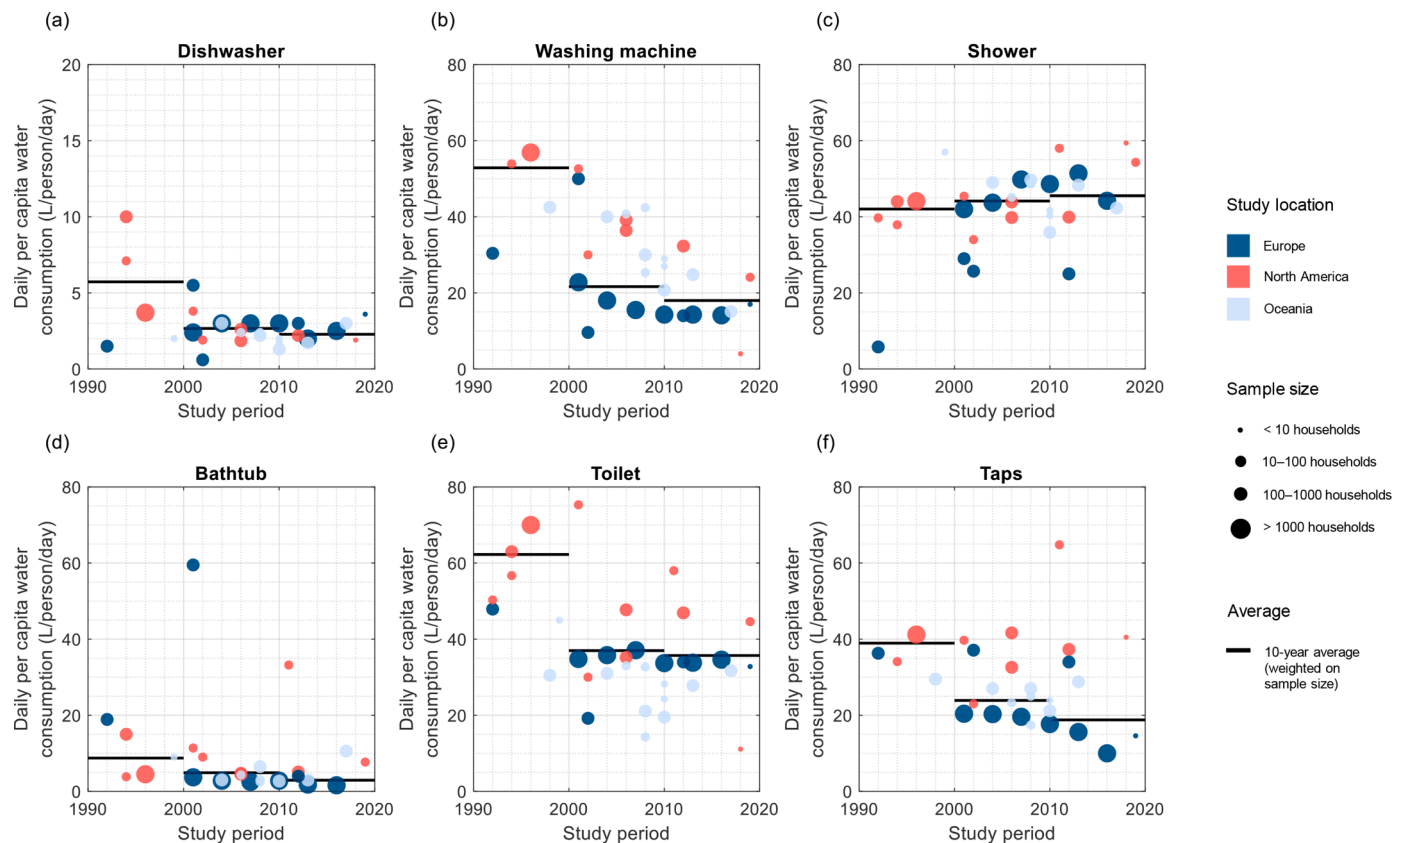 (a)
Dishwasher
Daily per capita water
consumption (L/person/day)
20
15
10
5
0
1990 2000 2010 2020
Study period
(b)
Washing machine
Daily per capita water
consumption (L/person/day)
80
60
40
20
0
1990 2000 2010 2020
Study period
(c)
Shower
Daily per capita water
consumption (L/person/day)
80
60
40
20
0
1990 2000 2010 2020
Study period
(d)
Bathtub
Daily per capita water
consumption (L/person/day)
80
60
40
20
0
1990 2000 2010 2020
Study period
(e)
Toilet
Daily per capita water
consumption (L/person/day)
80
60
40
20
0
1990 2000 2010 2020
Study period
(f)
Taps
Daily per capita water
consumption (L/person/day)
80
60
40
20
0
1990 2000 2010 2020
Study period
Study location
Europe
North America
Oceania
Sample size
< 10 households
10–100 households
100–1000 households
> 1000 households
Average
10-year average
(weighted on
sample size)